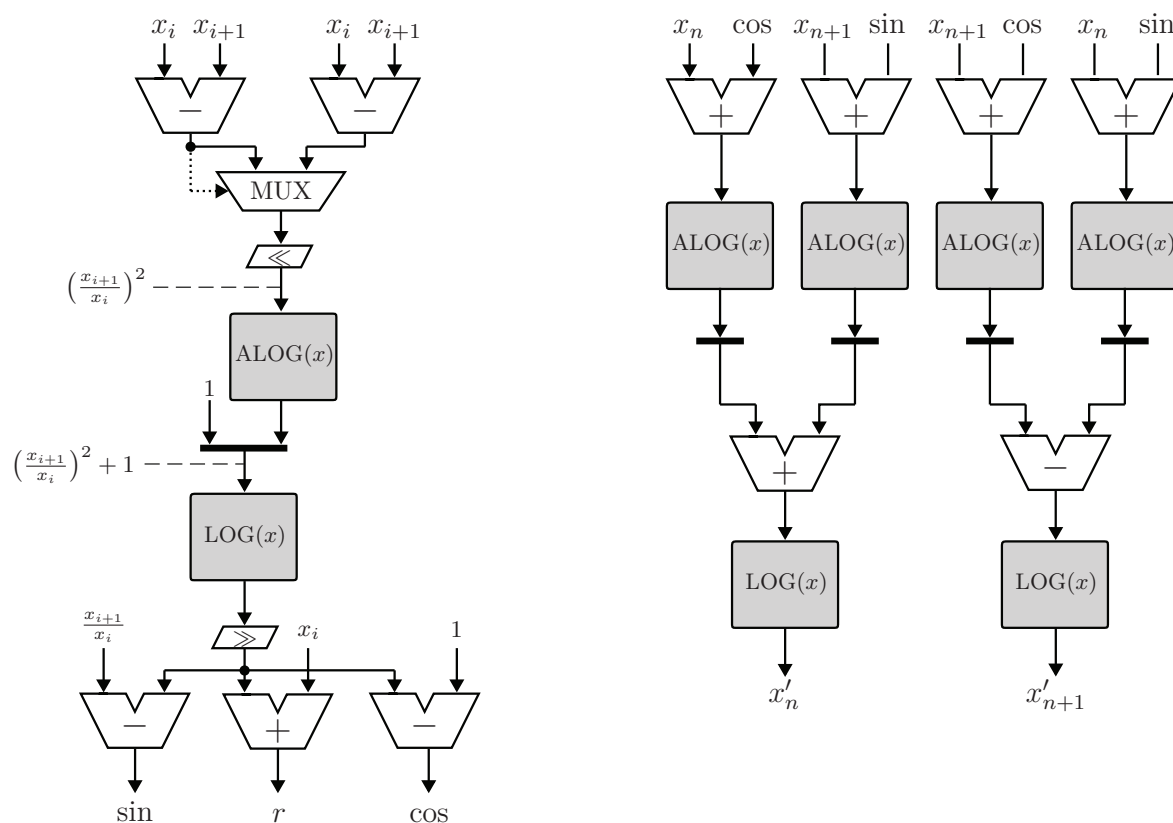 x_i x_{i+1} x_i x_{i+1}
− −
MUX
≪
(x_{i+1}/x_i)^2
ALOG(x)
1
(x_{i+1}/x_i)^2 + 1
LOG(x)
≫
x_{i+1}/x_i x_i 1
− + −
sin r cos
x_n cos x_{n+1} sin x_{n+1} cos x_n sin
+ + + +
ALOG(x) ALOG(x) ALOG(x) ALOG(x)
+ −
LOG(x) LOG(x)
x'_n x'_{n+1}